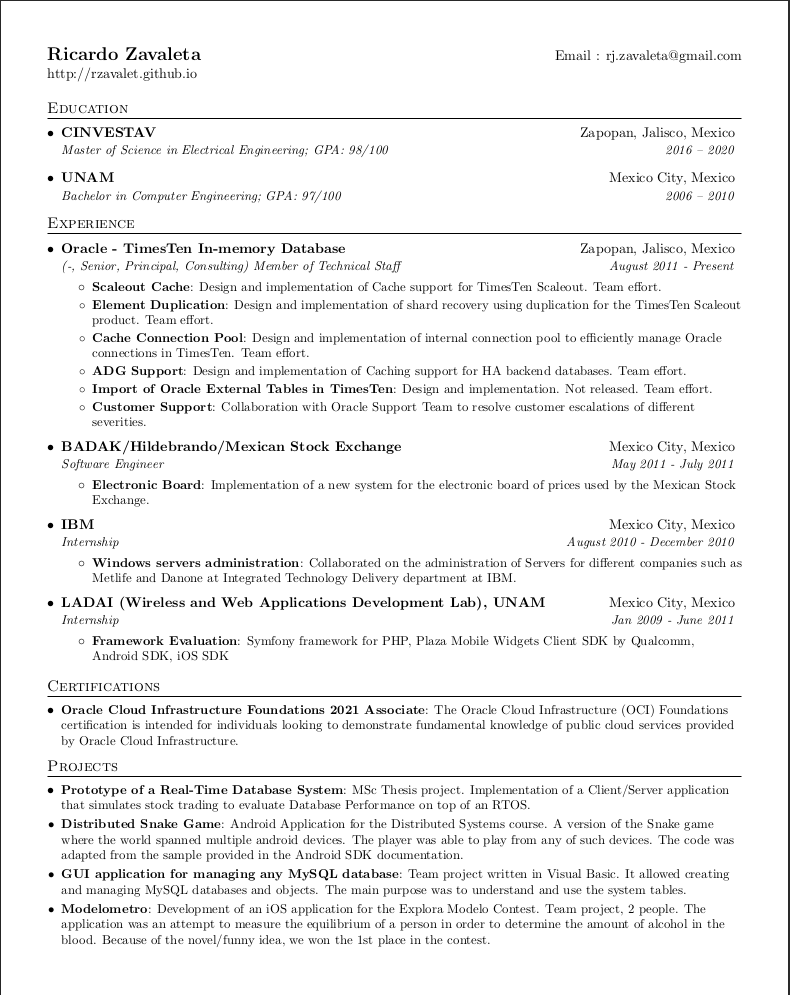 Ricardo Zavaleta Email : rj.zavaleta@gmail.com
http://rzavalet.github.io
Education
• CINVESTAV Zapopan, Jalisco, Mexico
Master of Science in Electrical Engineering; GPA: 98/100 2016 – 2020
• UNAM Mexico City, Mexico
Bachelor in Computer Engineering; GPA: 97/100 2006 – 2010
Experience
• Oracle - TimesTen In-memory Database Zapopan, Jalisco, Mexico
(-, Senior, Principal, Consulting) Member of Technical Staff August 2011 - Present
◦ Scaleout Cache: Design and implementation of Cache support for TimesTen Scaleout. Team effort.
◦ Element Duplication: Design and implementation of shard recovery using duplication for the TimesTen Scaleout
product. Team effort.
◦ Cache Connection Pool: Design and implementation of internal connection pool to efficiently manage Oracle
connections in TimesTen. Team effort.
◦ ADG Support: Design and implementation of Caching support for HA backend databases. Team effort.
◦ Import of Oracle External Tables in TimesTen: Design and implementation. Not released. Team effort.
◦ Customer Support: Collaboration with Oracle Support Team to resolve customer escalations of different
severities.
• BADAK/Hildebrando/Mexican Stock Exchange Mexico City, Mexico
Software Engineer May 2011 - July 2011
◦ Electronic Board: Implementation of a new system for the electronic board of prices used by the Mexican Stock
Exchange.
• IBM Mexico City, Mexico
Internship August 2010 - December 2010
◦ Windows servers administration: Collaborated on the administration of Servers for different companies such as
Metlife and Danone at Integrated Technology Delivery department at IBM.
• LADAI (Wireless and Web Applications Development Lab), UNAM Mexico City, Mexico
Internship Jan 2009 - June 2011
◦ Framework Evaluation: Symfony framework for PHP, Plaza Mobile Widgets Client SDK by Qualcomm,
Android SDK, iOS SDK
Certifications
• Oracle Cloud Infrastructure Foundations 2021 Associate: The Oracle Cloud Infrastructure (OCI) Foundations
certification is intended for individuals looking to demonstrate fundamental knowledge of public cloud services provided
by Oracle Cloud Infrastructure.
Projects
• Prototype of a Real-Time Database System: MSc Thesis project. Implementation of a Client/Server application
that simulates stock trading to evaluate Database Performance on top of an RTOS.
• Distributed Snake Game: Android Application for the Distributed Systems course. A version of the Snake game
where the world spanned multiple android devices. The player was able to play from any of such devices. The code was
adapted from the sample provided in the Android SDK documentation.
• GUI application for managing any MySQL database: Team project written in Visual Basic. It allowed creating
and managing MySQL databases and objects. The main purpose was to understand and use the system tables.
• Modelometro: Development of an iOS application for the Explora Modelo Contest. Team project, 2 people. The
application was an attempt to measure the equilibrium of a person in order to determine the amount of alcohol in the
blood. Because of the novel/funny idea, we won the 1st place in the contest.